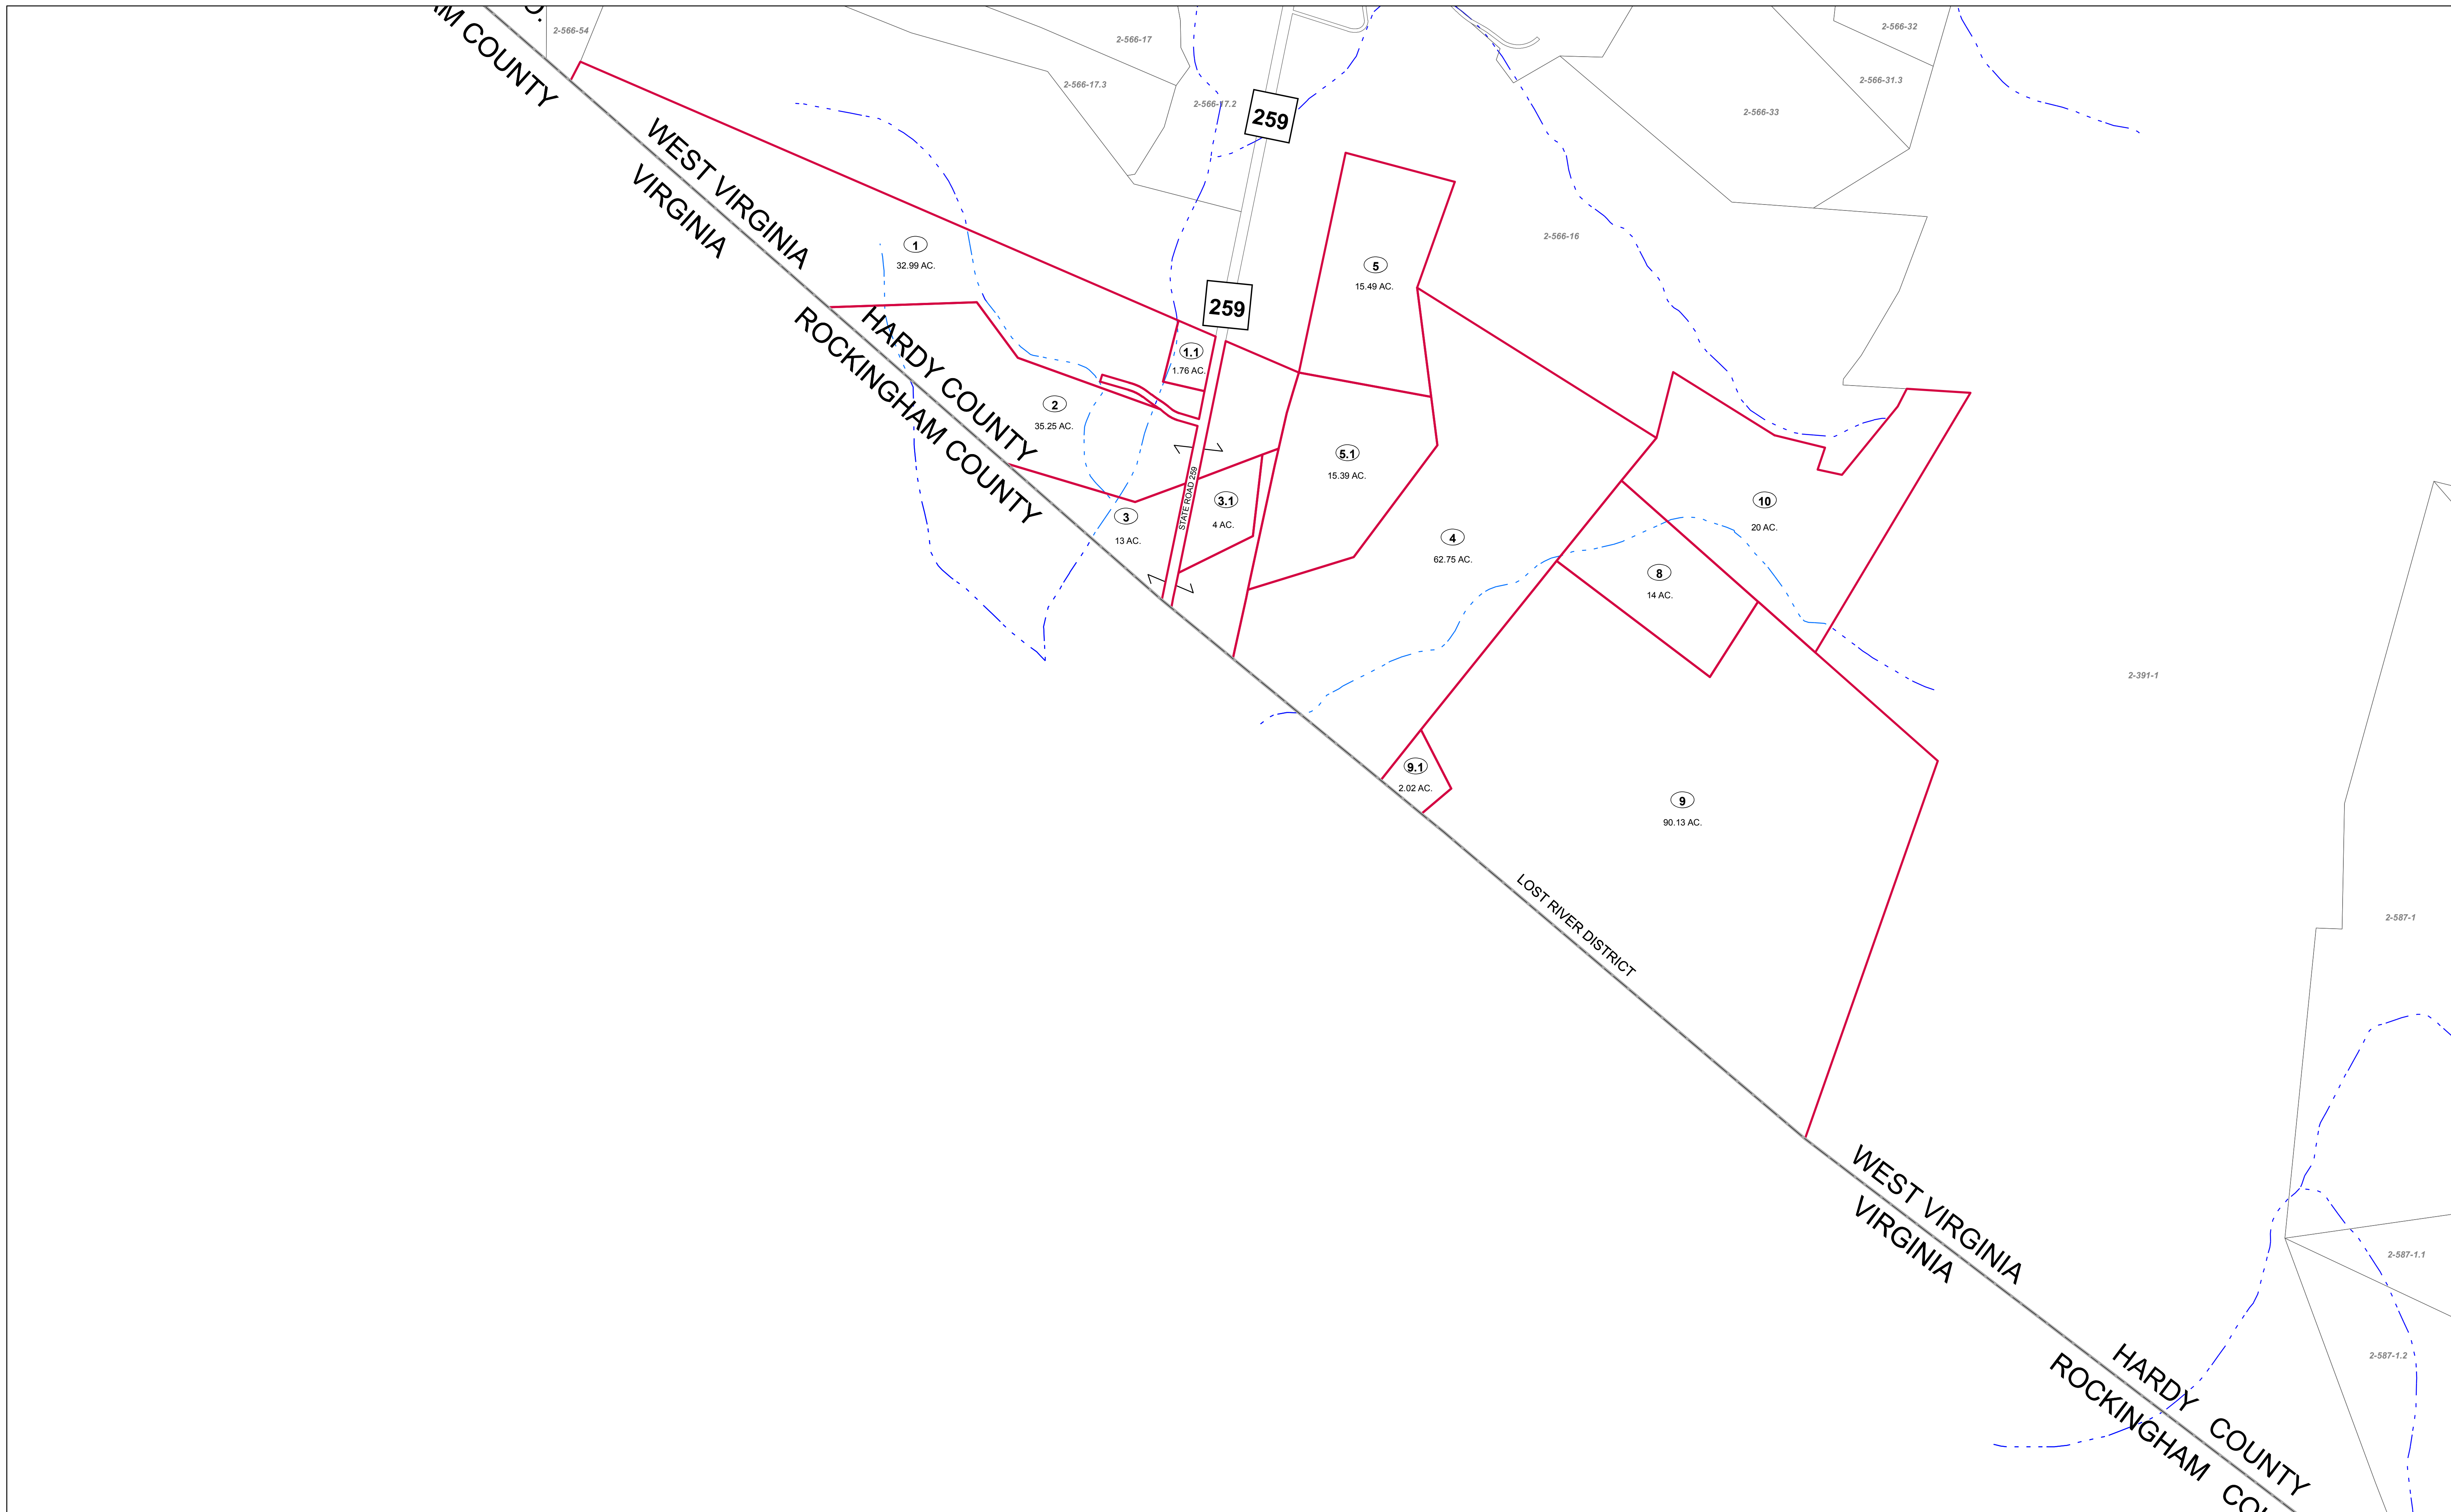 O.
AM COUNTY
2-566-54
2-566-17
2-566-17.3
2-566-17.2
259
2-566-32
2-566-31.3
2-566-33
2-566-16
WEST VIRGINIA
VIRGINIA
1
32.99 AC.
259
5
15.49 AC.
1.1
1.76 AC.
HARDY COUNTY
ROCKINGHAM COUNTY
2
35.25 AC.
5.1
15.39 AC.
STATE ROAD 259
3.1
4 AC.
3
13 AC.
4
62.75 AC.
10
20 AC.
8
14 AC.
2-391-1
9.1
2.02 AC.
9
90.13 AC.
LOST RIVER DISTRICT
2-587-1
WEST VIRGINIA
VIRGINIA
2-587-1.1
2-587-1.2
HARDY COUNTY
ROCKINGHAM COU